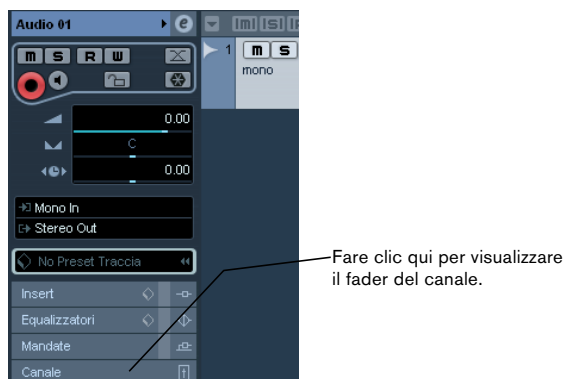 Audio 01
e
m S R W
1 m S
mono
0.00
C
0.00
Mono In
Stereo Out
No Preset Traccia
Insert
Equalizzatori
Mandate
Canale
Fare clic qui per visualizzare
il fader del canale.